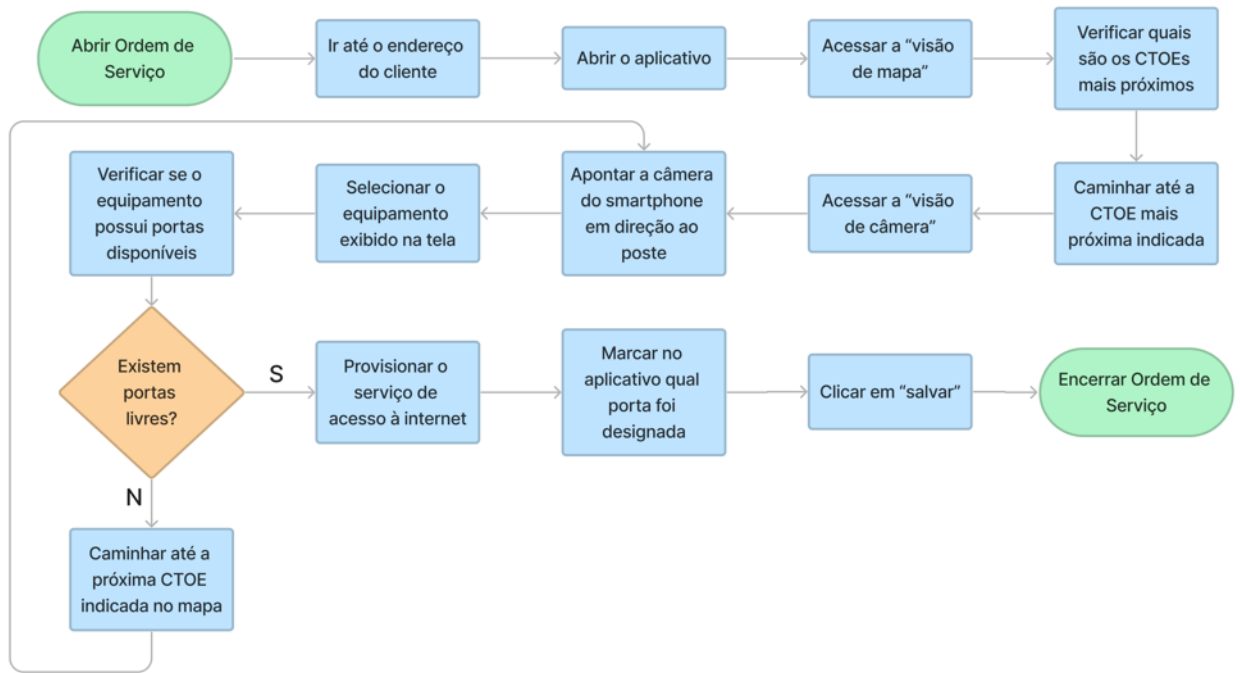 Abrir Ordem de
Serviço
Ir até o endereço
do cliente
Abrir o aplicativo
Acessar a “visão
de mapa”
Verificar quais
são os CTOEs
mais próximos
Caminhar até a
CTOE mais
próxima indicada
Acessar a “visão
de câmera”
Apontar a câmera
do smartphone
em direção ao
poste
Selecionar o
equipamento
exibido na tela
Verificar se o
equipamento
possui portas
disponíveis
Existem
portas
livres?
S
Provisionar o
serviço de
acesso à internet
Marcar no
aplicativo qual
porta foi
designada
Clicar em “salvar”
Encerrar Ordem de
Serviço
N
Caminhar até a
próxima CTOE
indicada no mapa